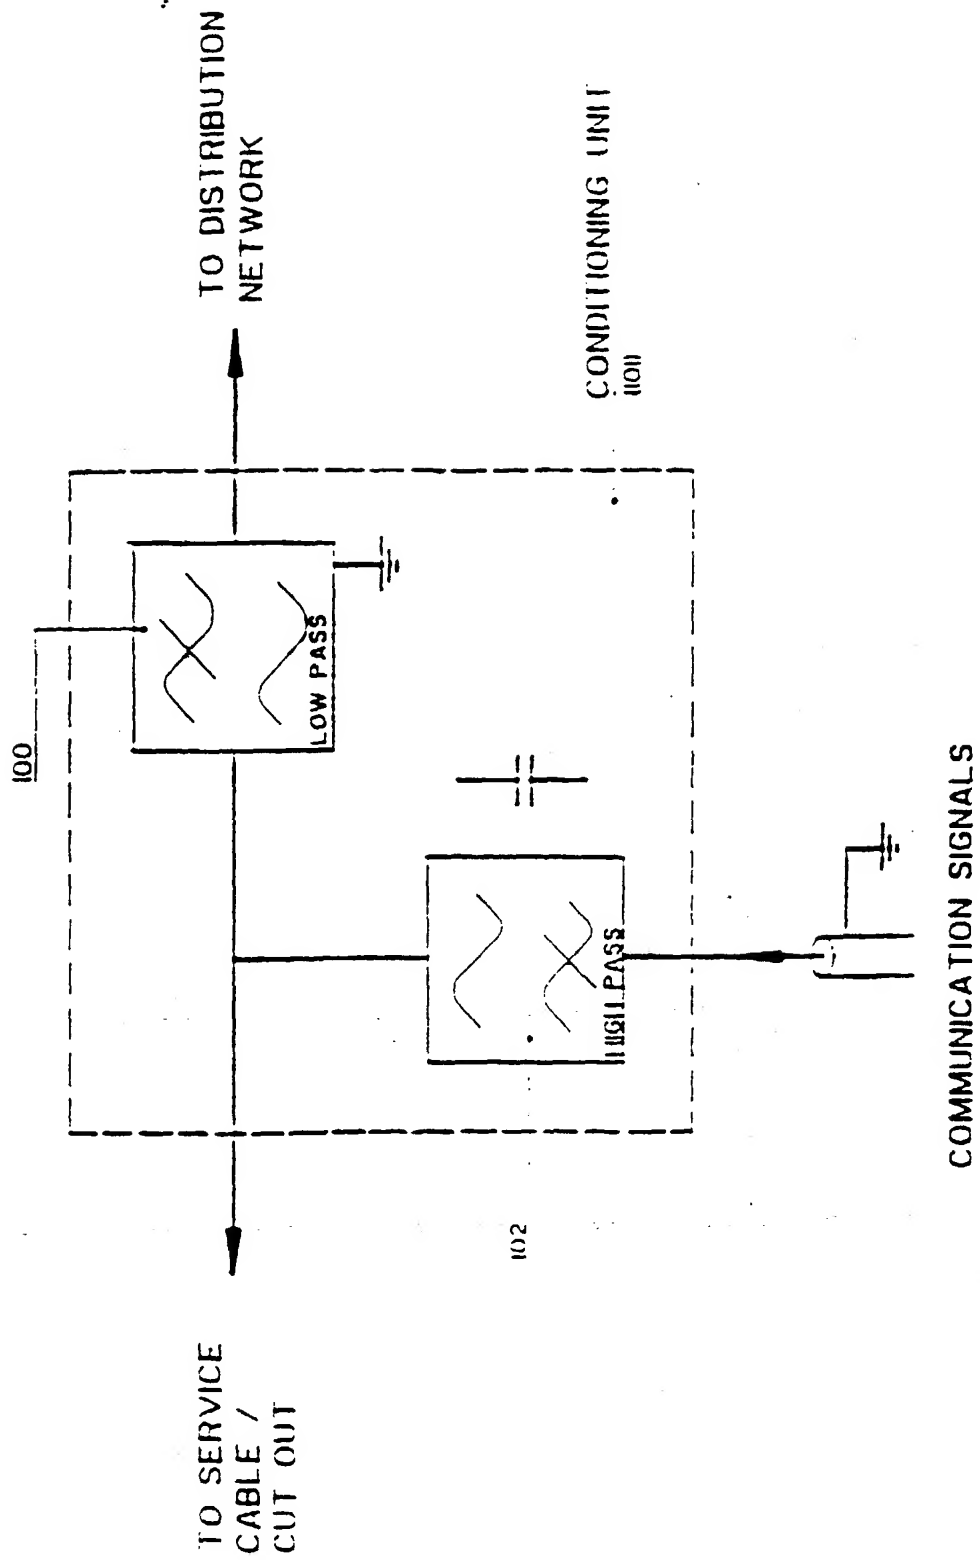 TO DISTRIBUTION
NETWORK
100
LOW PASS
CONDITIONING UNIT
HIGH PASS
102
TO SERVICE
CABLE /
CUT OUT
COMMUNICATION SIGNALS